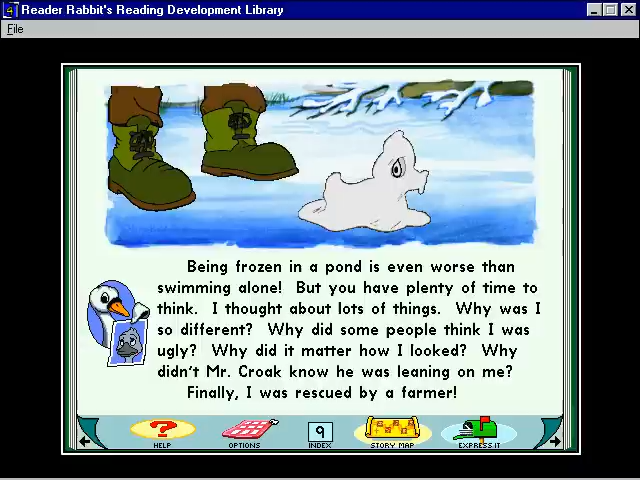 Reader Rabbit's Reading Development Library
File
Being frozen in a pond is even worse than
swimming alone!  But you have plenty of time to
think.  I thought about lots of things.  Why was I
so different?  Why did some people think I was
ugly?  Why did it matter how I looked?  Why
didn't Mr. Croak know he was leaning on me?
Finally, I was rescued by a farmer!
?
9
HELP
OPTIONS
INDEX
STORY MAP
EXPRESS IT